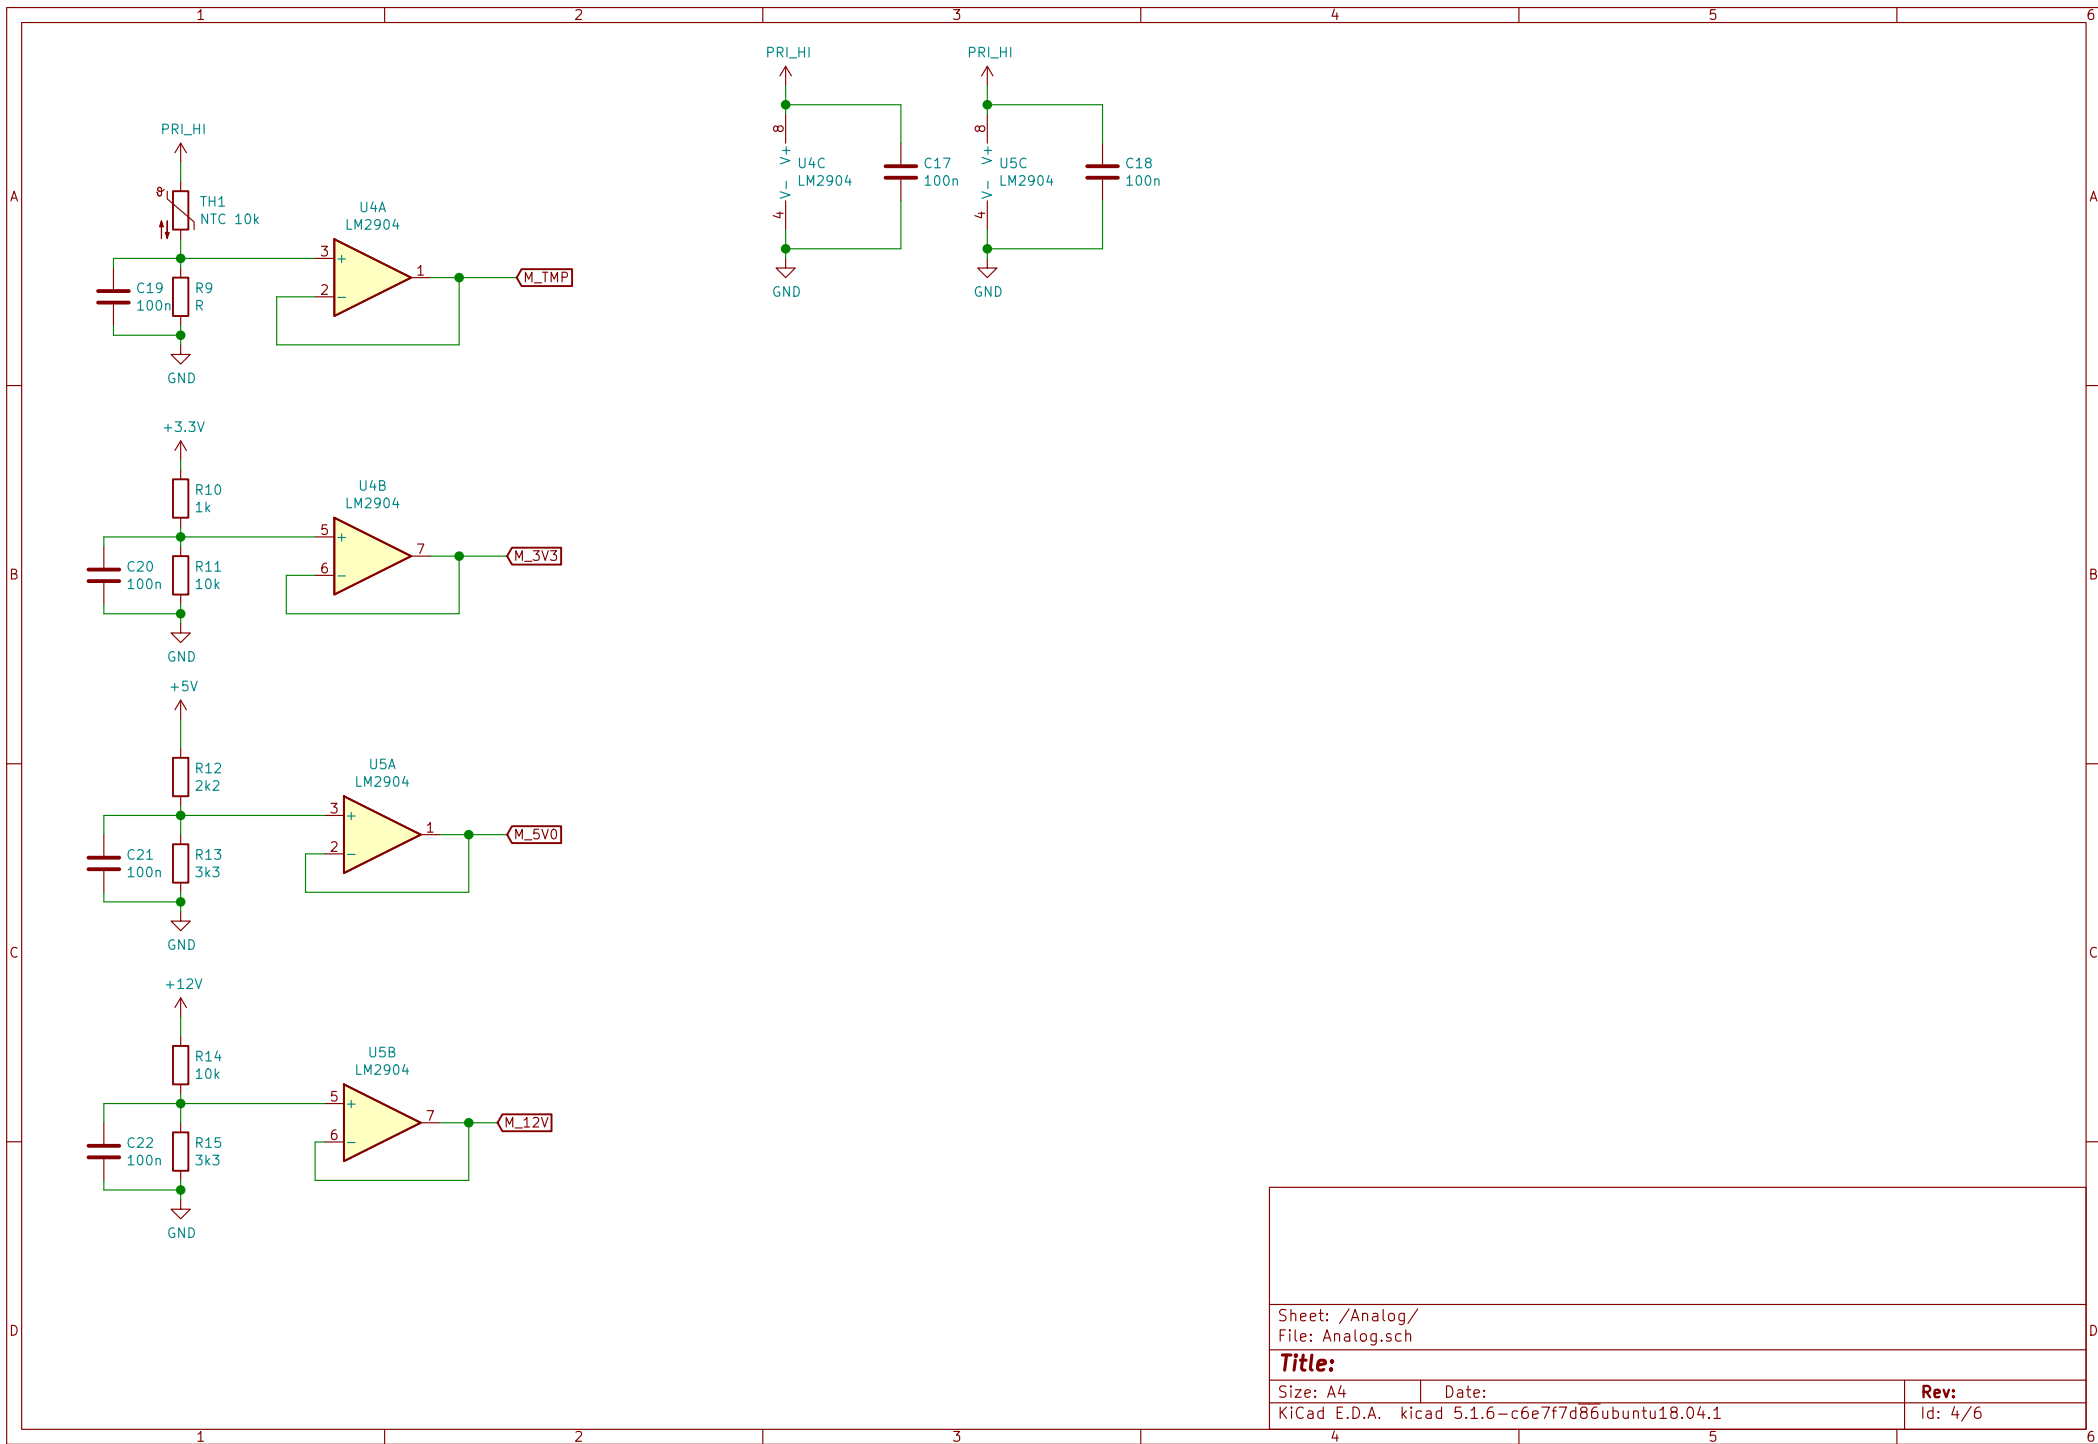 1 2 3 4 5 6
PRI_HI
8
V+
V-
4
U4C
LM2904
C17
100n
GND
PRI_HI
8
V+
V-
4
U5C
LM2904
C18
100n
GND
A
A
PRI_HI
θ
TH1
NTC 10k
U4A
LM2904
3
+
2
-
1
M_TMP
C19
100n
R9
R
GND
+3.3V
R10
1k
U4B
LM2904
5
+
6
-
7
M_3V3
B
B
C20
100n
R11
10k
GND
+5V
R12
2k2
U5A
LM2904
3
+
2
-
1
M_5V0
C21
100n
R13
3k3
GND
C
C
+12V
R14
10k
U5B
LM2904
5
+
6
-
7
M_12V
C22
100n
R15
3k3
GND
D
D
Sheet: /Analog/
File: Analog.sch
Title:
Size: A4 Date: Rev:
KiCad E.D.A. kicad 5.1.6-c6e7f7d86ubuntu18.04.1 Id: 4/6
1 2 3 4 5 6